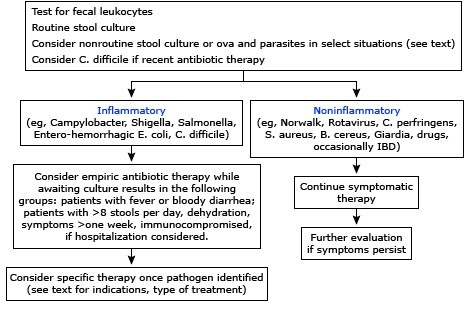 Test for fecal leukocytes
Routine stool culture
Consider nonroutine stool culture or ova and parasites in select situations (see text)
Consider C. difficile if recent antibiotic therapy
Inflammatory
(eg, Campylobacter, Shigella, Salmonella,
Entero-hemorrhagic E. coli, C. difficile)
Noninflammatory
(eg, Norwalk, Rotavirus, C. perfringens,
S. aureus, B. cereus, Giardia, drugs,
occasionally IBD)
Consider empiric antibiotic therapy while
awaiting culture results in the following
groups: patients with fever or bloody diarrhea;
patients with >8 stools per day, dehydration,
symptoms >one week, immunocompromised,
if hospitalization considered.
Continue symptomatic
therapy
Further evaluation
if symptoms persist
Consider specific therapy once pathogen identified
(see text for indications, type of treatment)